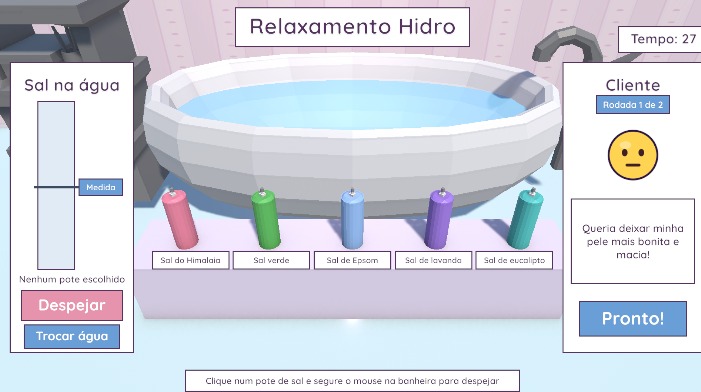 Relaxamento Hidro
Tempo: 27
Sal na água
Medida
Nenhum pote escolhido
Despejar
Trocar água
Sal do Himalaia
Sal verde
Sal de Epsom
Sal de lavanda
Sal de eucalipto
Cliente
Rodada 1 de 2
Queria deixar minha
pele mais bonita e
macia!
Pronto!
Clique num pote de sal e segure o mouse na banheira para despejar